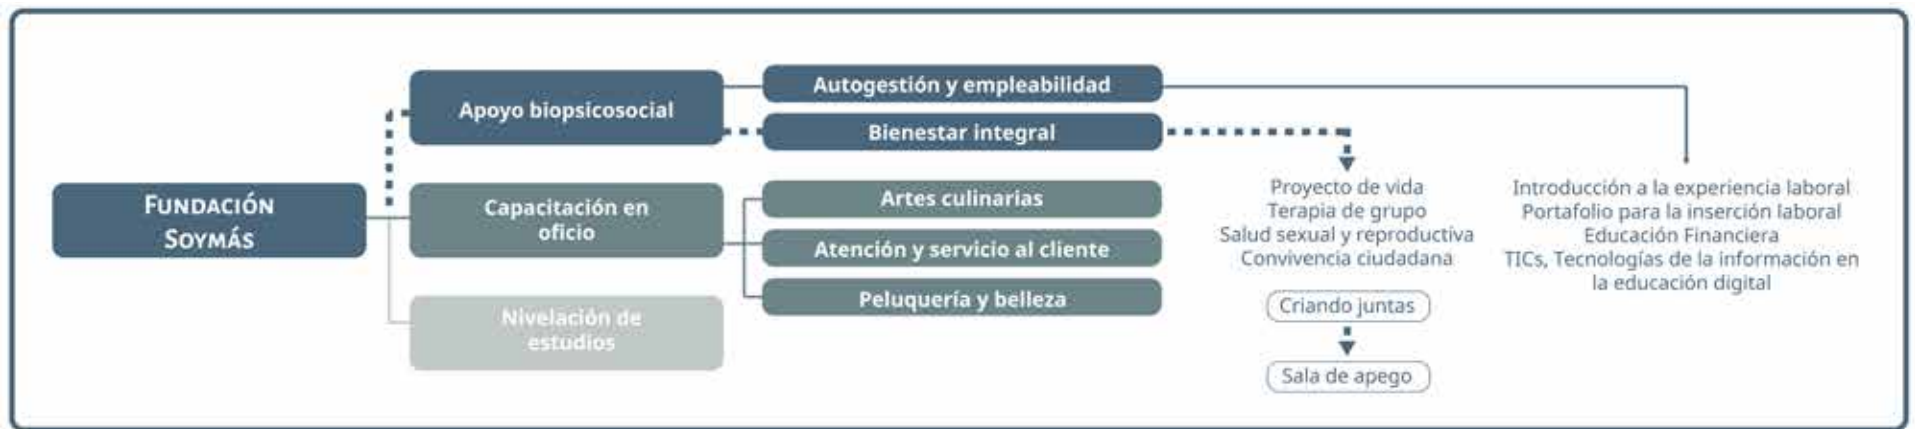 FUNDACIÓN
SOYMÁS
Apoyo biopsicosocial
Capacitación en
oficio
Nivelación de
estudios
Autogestión y empleabilidad
Bienestar integral
Artes culinarias
Atención y servicio al cliente
Peluquería y belleza
Proyecto de vida
Terapia de grupo
Salud sexual y reproductiva
Convivencia ciudadana
Criando juntas
Sala de apego
Introducción a la experiencia laboral
Portafolio para la inserción laboral
Educación Financiera
TICs, Tecnologías de la información en
la educación digital